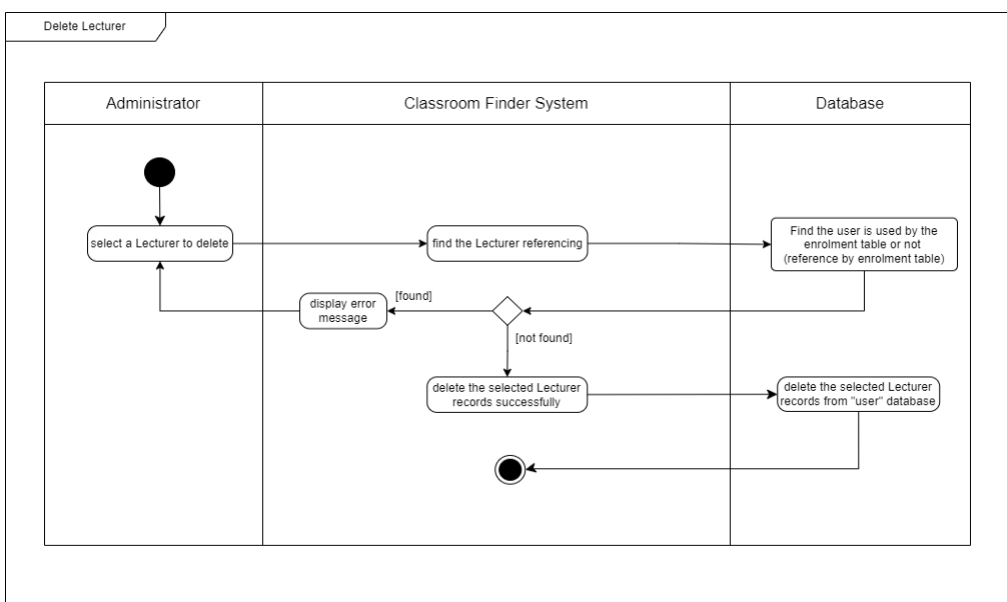 Delete Lecturer
Administrator
Classroom Finder System
Database
select a Lecturer to delete
find the Lecturer referencing
Find the user is used by the
enrolment table or not
(reference by enrolment table)
display error
message
[found]
[not found]
delete the selected Lecturer
records successfully
delete the selected Lecturer
records from "user" database